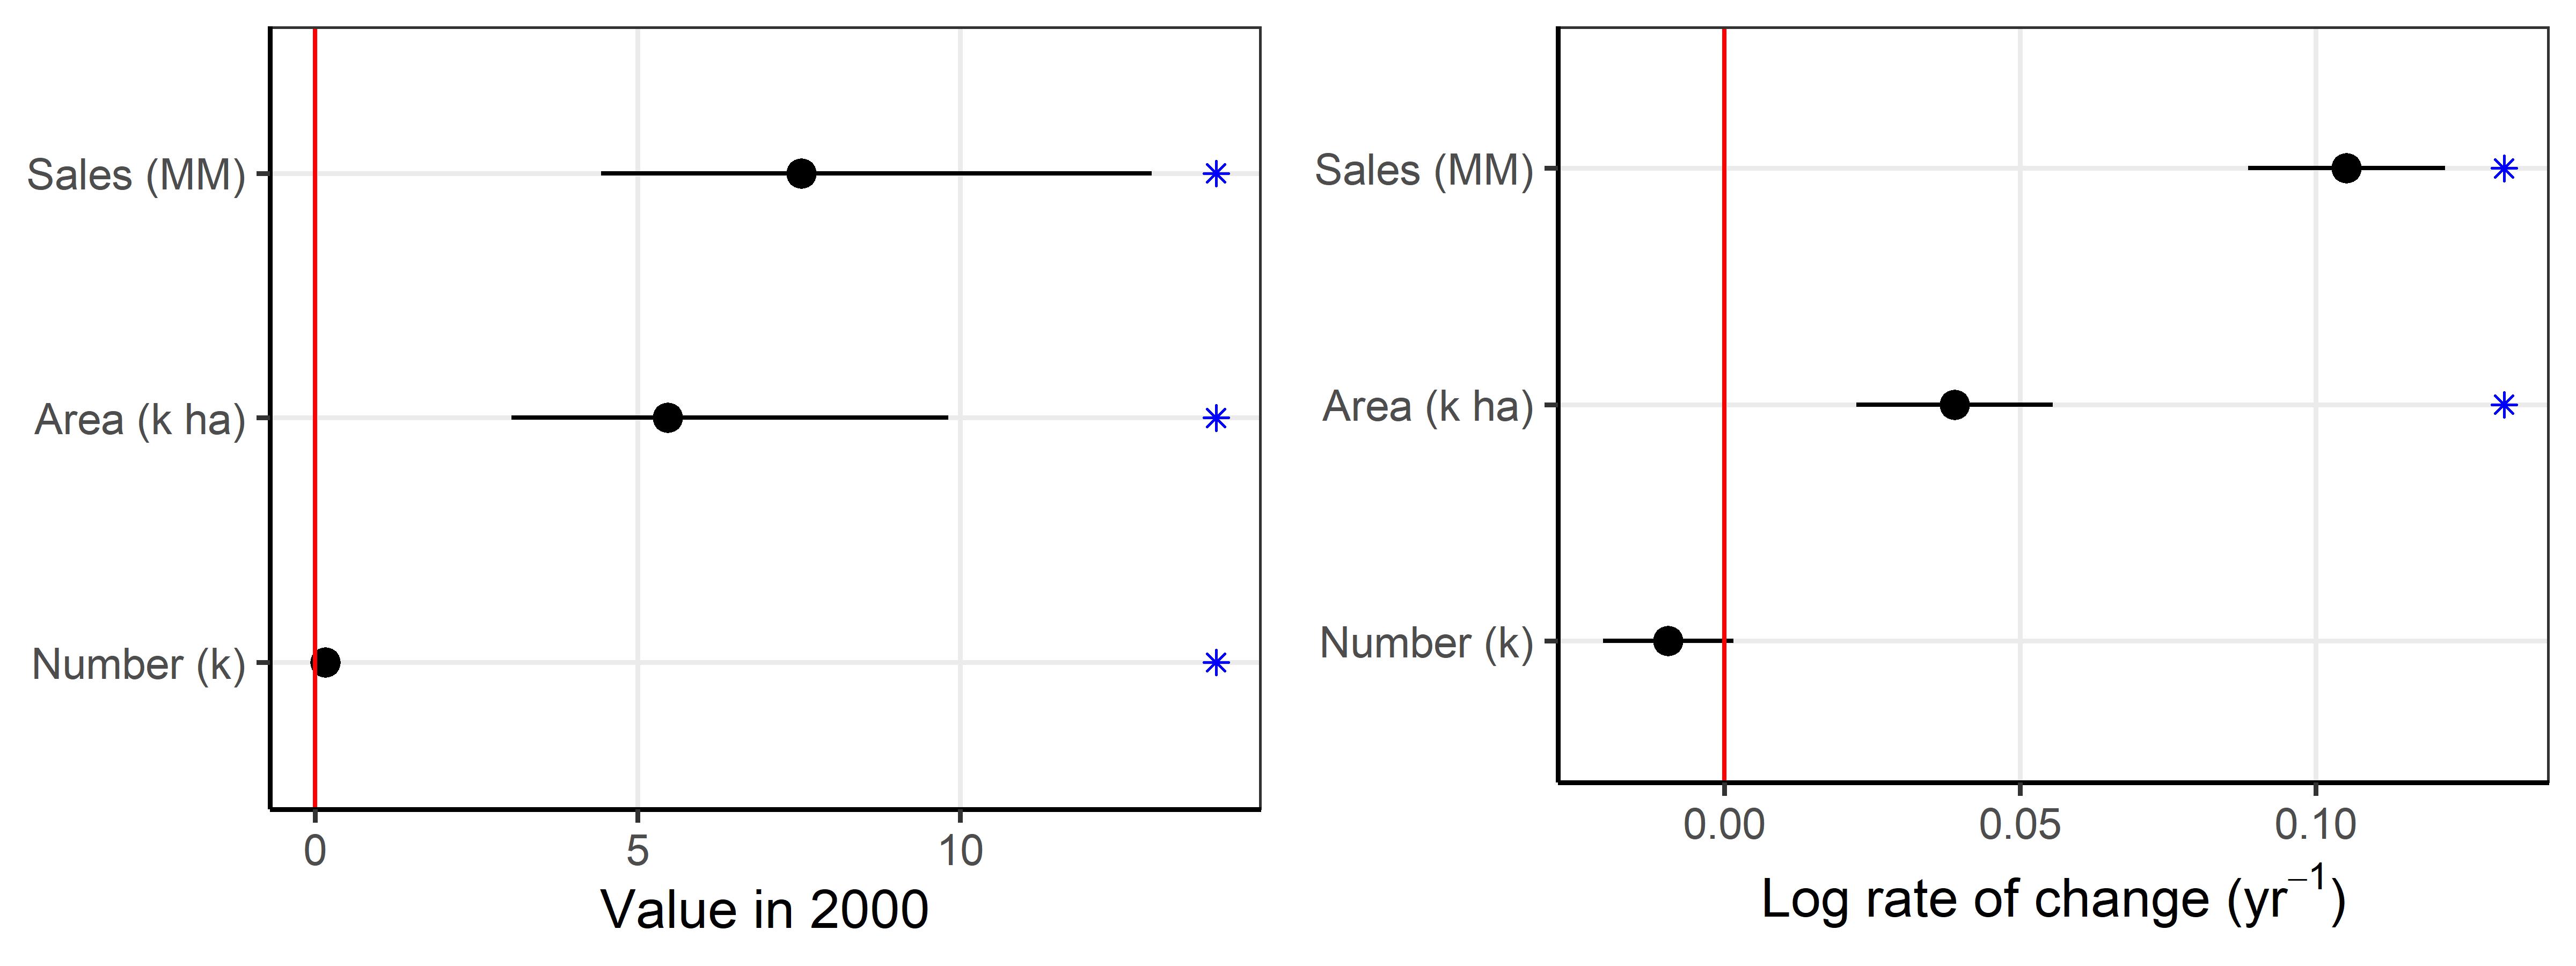 Sales (MM)
Area (k ha)
Number (k)
0 5 10
Value in 2000
Sales (MM)
Area (k ha)
Number (k)
0.00 0.05 0.10
Log rate of change (yr⁻¹)